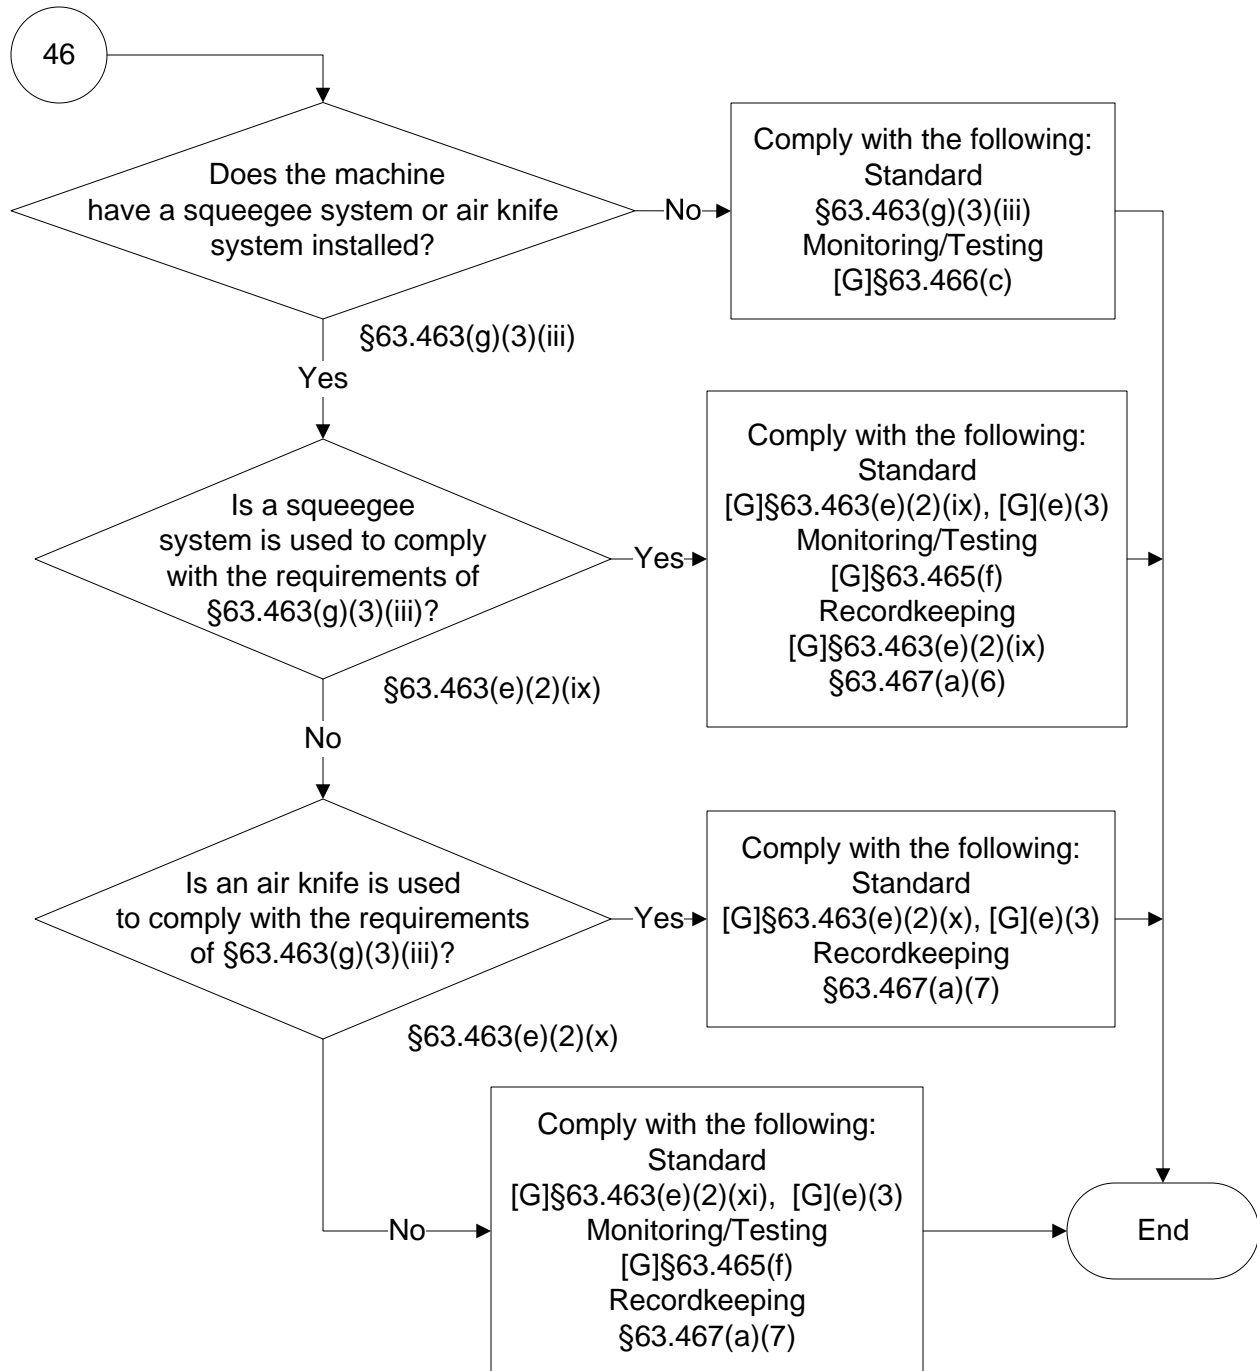 46
Does the machine
have a squeegee system or air knife
system installed?
No
Comply with the following:
Standard
§63.463(g)(3)(iii)
Monitoring/Testing
[G]§63.466(c)
§63.463(g)(3)(iii)
Yes
Is a squeegee
system is used to comply
with the requirements of
§63.463(g)(3)(iii)?
Yes
Comply with the following:
Standard
[G]§63.463(e)(2)(ix), [G](e)(3)
Monitoring/Testing
[G]§63.465(f)
Recordkeeping
[G]§63.463(e)(2)(ix)
§63.467(a)(6)
§63.463(e)(2)(ix)
No
Is an air knife is used
to comply with the requirements
of §63.463(g)(3)(iii)?
Yes
Comply with the following:
Standard
[G]§63.463(e)(2)(x), [G](e)(3)
Recordkeeping
§63.467(a)(7)
§63.463(e)(2)(x)
No
Comply with the following:
Standard
[G]§63.463(e)(2)(xi),  [G](e)(3)
Monitoring/Testing
[G]§63.465(f)
Recordkeeping
§63.467(a)(7)
End